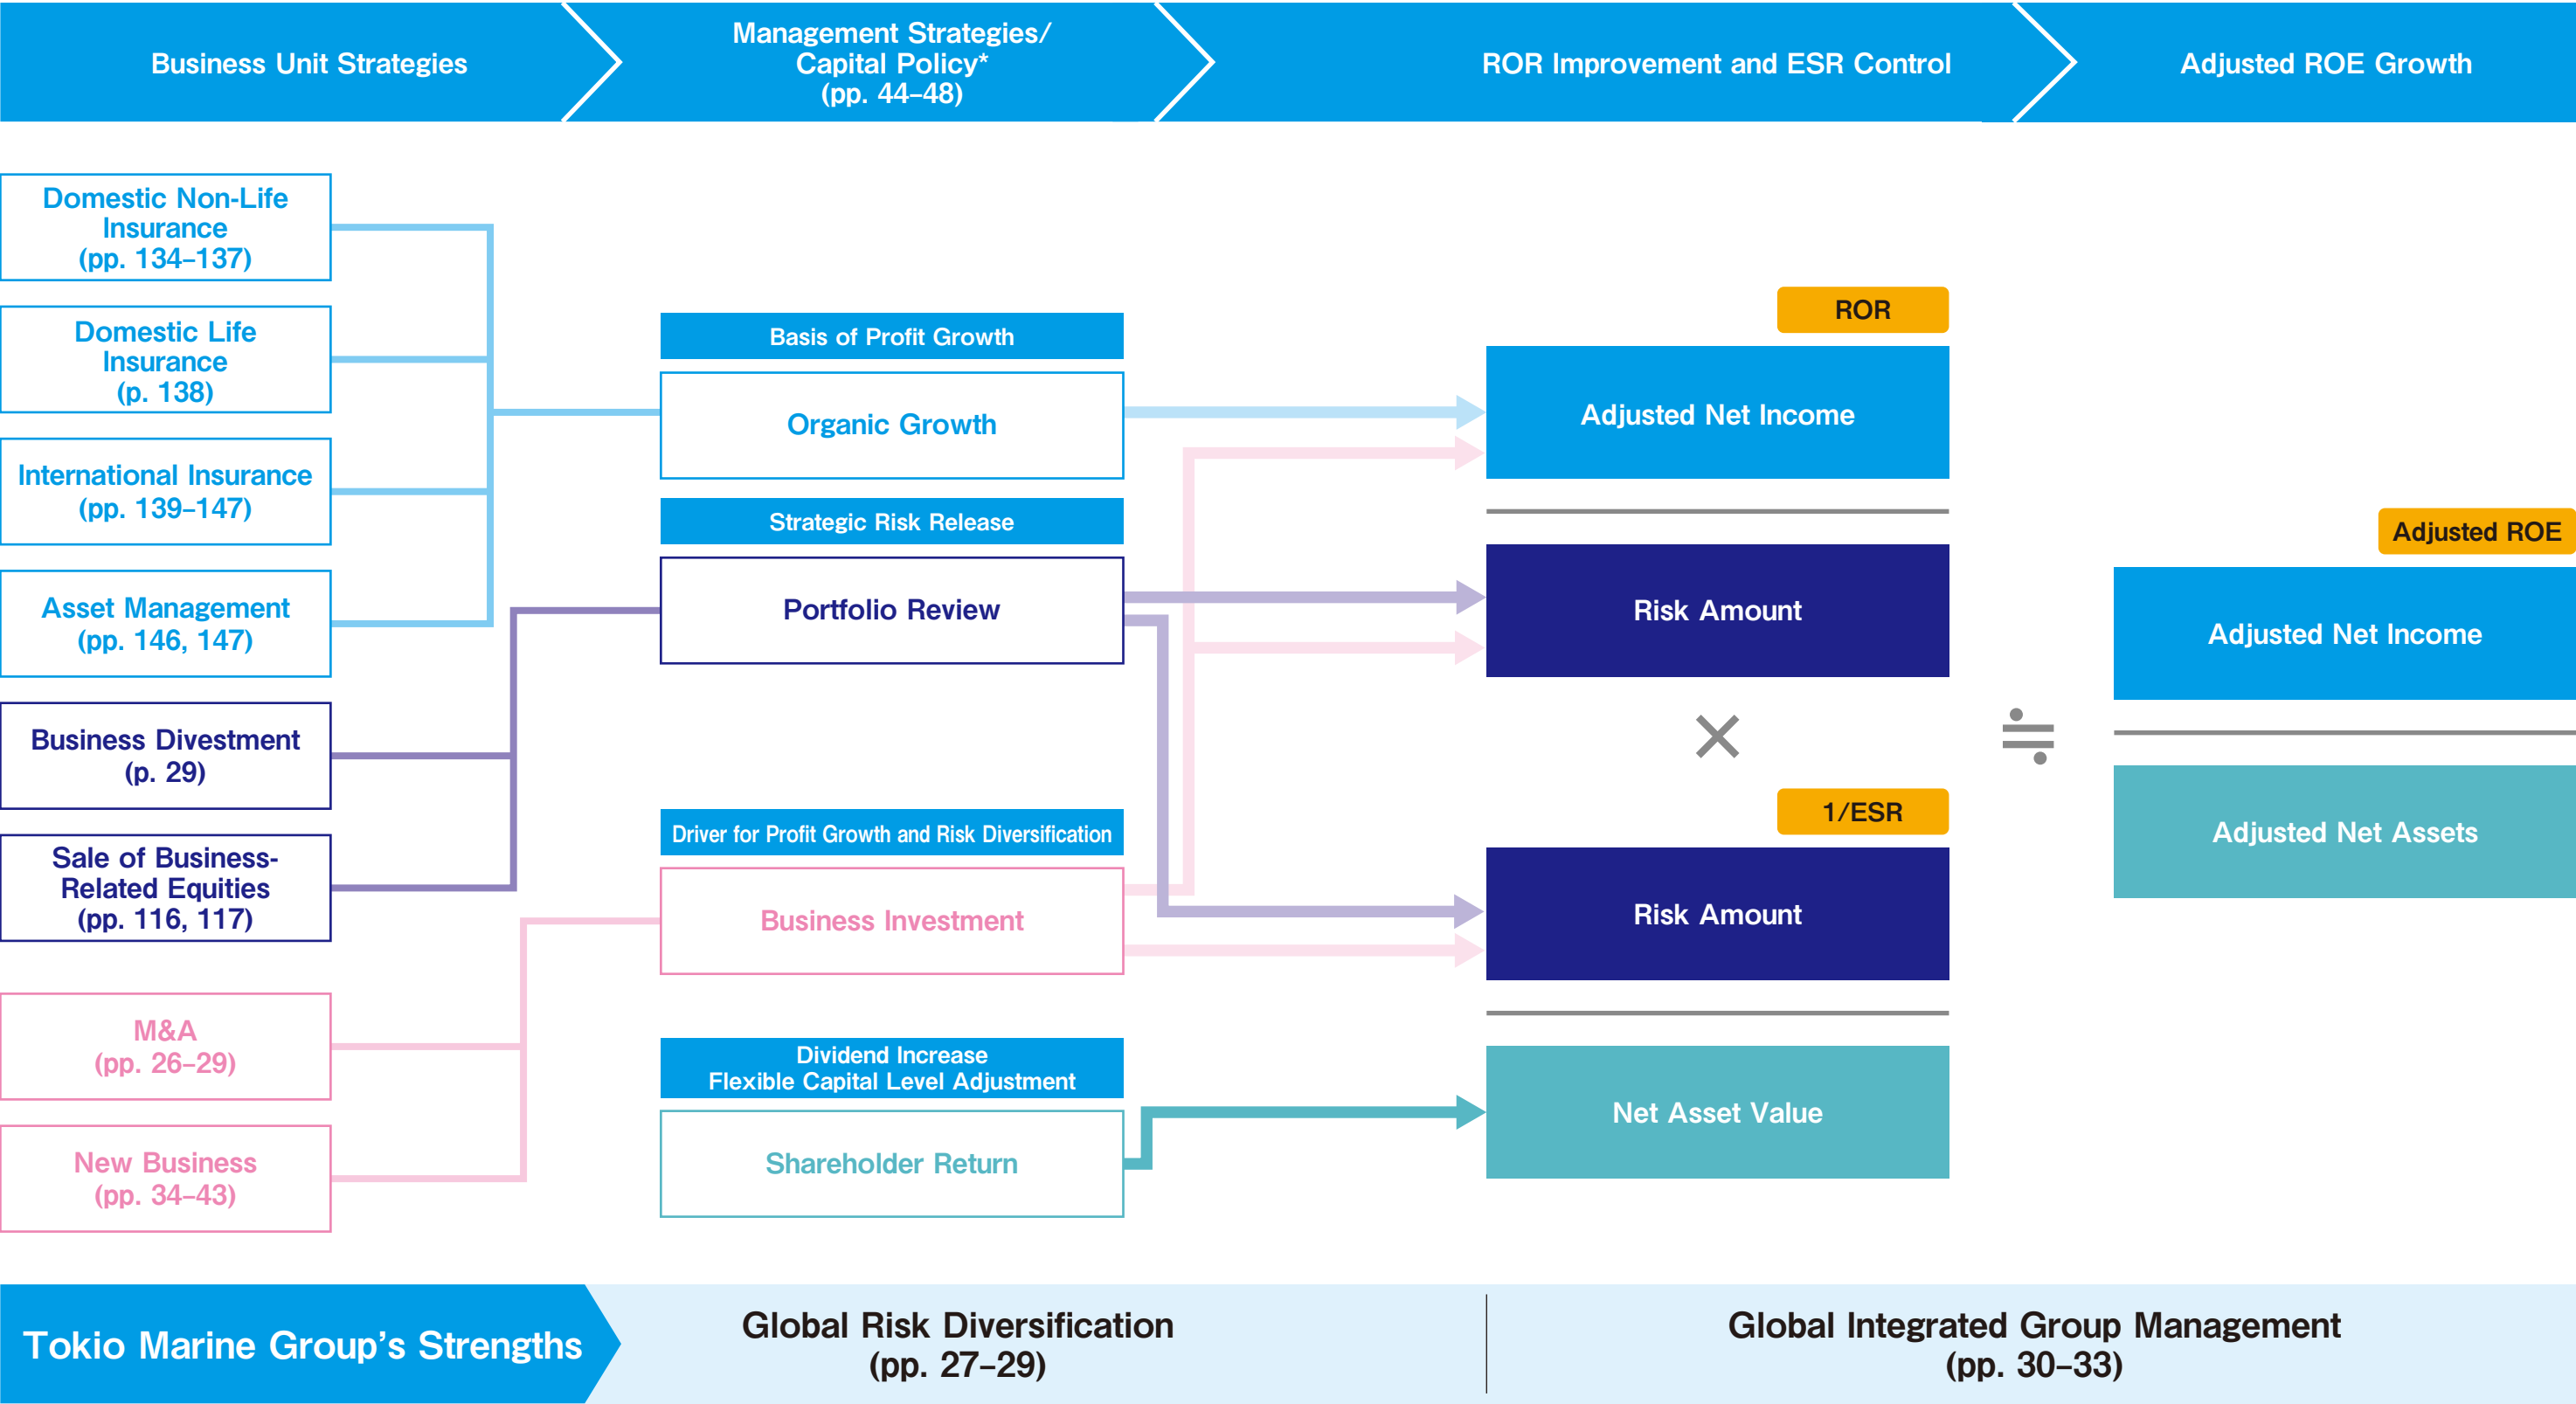 Business Unit Strategies
Management Strategies/
Capital Policy*
(pp. 44–48)
ROR Improvement and ESR Control
Adjusted ROE Growth
Domestic Non-Life
Insurance
(pp. 134–137)
Domestic Life
Insurance
(p. 138)
International Insurance
(pp. 139–147)
Asset Management
(pp. 146, 147)
Business Divestment
(p. 29)
Sale of Business-
Related Equities
(pp. 116, 117)
M&A
(pp. 26–29)
New Business
(pp. 34–43)
Basis of Profit Growth
Organic Growth
Strategic Risk Release
Portfolio Review
Driver for Profit Growth and Risk Diversification
Business Investment
Dividend Increase
Flexible Capital Level Adjustment
Shareholder Return
ROR
Adjusted Net Income
Risk Amount
×
1/ESR
Risk Amount
Net Asset Value
≒
Adjusted ROE
Adjusted Net Income
Adjusted Net Assets
Tokio Marine Group's Strengths
Global Risk Diversification
(pp. 27–29)
Global Integrated Group Management
(pp. 30–33)